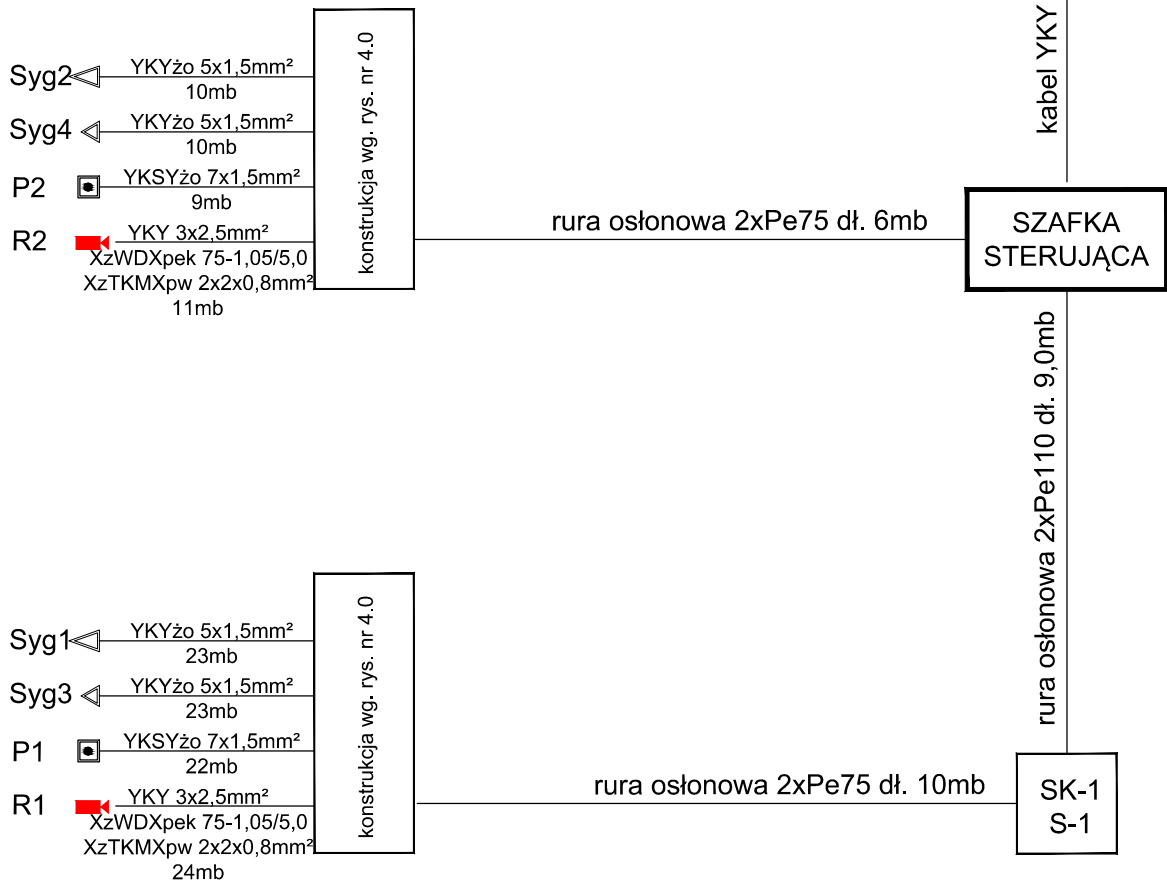 kabel YKY
Syg2
YKYżo 5x1,5mm²
10mb
Syg4
YKYżo 5x1,5mm²
10mb
P2
YKSYżo 7x1,5mm²
9mb
R2
YKY 3x2,5mm²
XzWDXpek 75-1,05/5,0
XzTKMXpw 2x2x0,8mm²
11mb
konstrukcja wg. rys. nr 4.0
rura osłonowa 2xPe75 dł. 6mb
SZAFKA
STERUJĄCA
rura osłonowa 2xPe110 dł. 9,0mb
Syg1
YKYżo 5x1,5mm²
23mb
Syg3
YKYżo 5x1,5mm²
23mb
P1
YKSYżo 7x1,5mm²
22mb
R1
YKY 3x2,5mm²
XzWDXpek 75-1,05/5,0
XzTKMXpw 2x2x0,8mm²
24mb
konstrukcja wg. rys. nr 4.0
rura osłonowa 2xPe75 dł. 10mb
SK-1
S-1